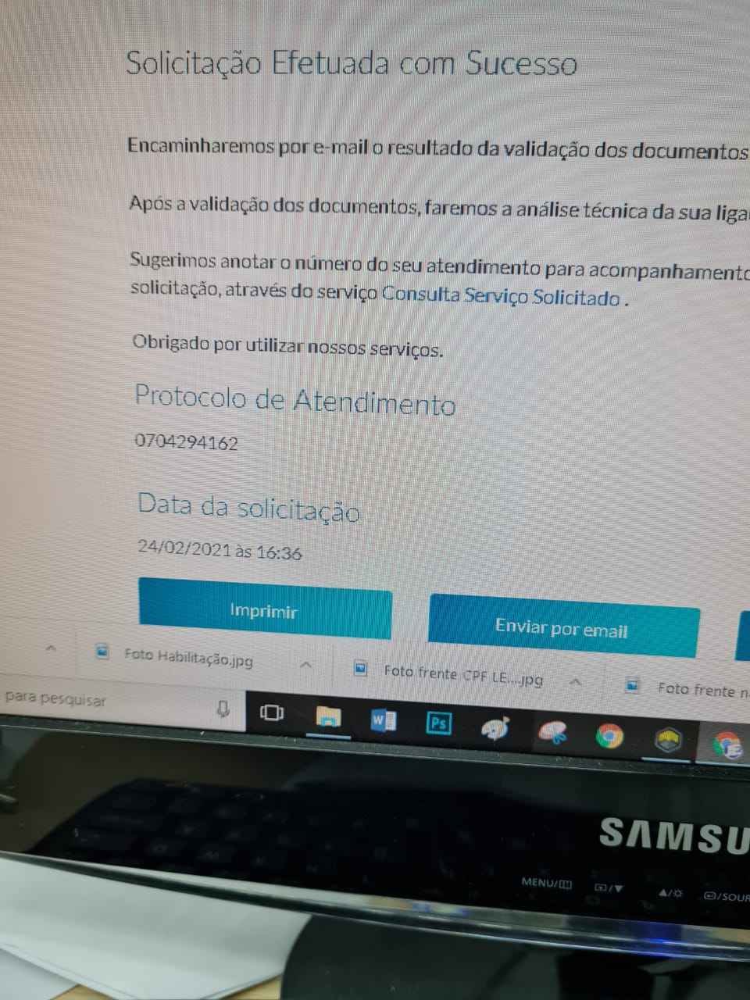 Solicitação Efetuada com Sucesso
Encaminharemos por e-mail o resultado da validação dos documentos
Após a validação dos documentos, faremos a análise técnica da sua liga
Sugerimos anotar o número do seu atendimento para acompanhamento
solicitação, através do serviço Consulta Serviço Solicitado .
Obrigado por utilizar nossos serviços.
Protocolo de Atendimento
0704294162
Data da solicitação
24/02/2021 às 16:36
Imprimir
Enviar por email
Foto Habilitação.jpg
Foto frente CPF LE....jpg
Foto frente n
para pesquisar
W
Ps
SAMSU
MENU/
/SOUR